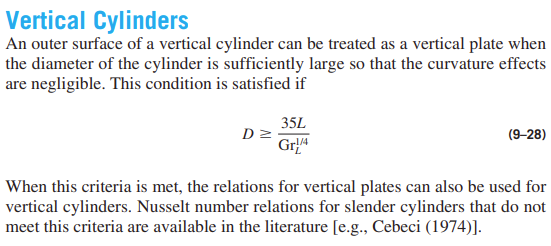 Vertical Cylinders
An outer surface of a vertical cylinder can be treated as a vertical plate when
the diameter of the cylinder is sufficiently large so that the curvature effects
are negligible. This condition is satisfied if
D ≥ 35L / Gr_L^{1/4} (9–28)
When this criteria is met, the relations for vertical plates can also be used for
vertical cylinders. Nusselt number relations for slender cylinders that do not
meet this criteria are available in the literature [e.g., Cebeci (1974)].